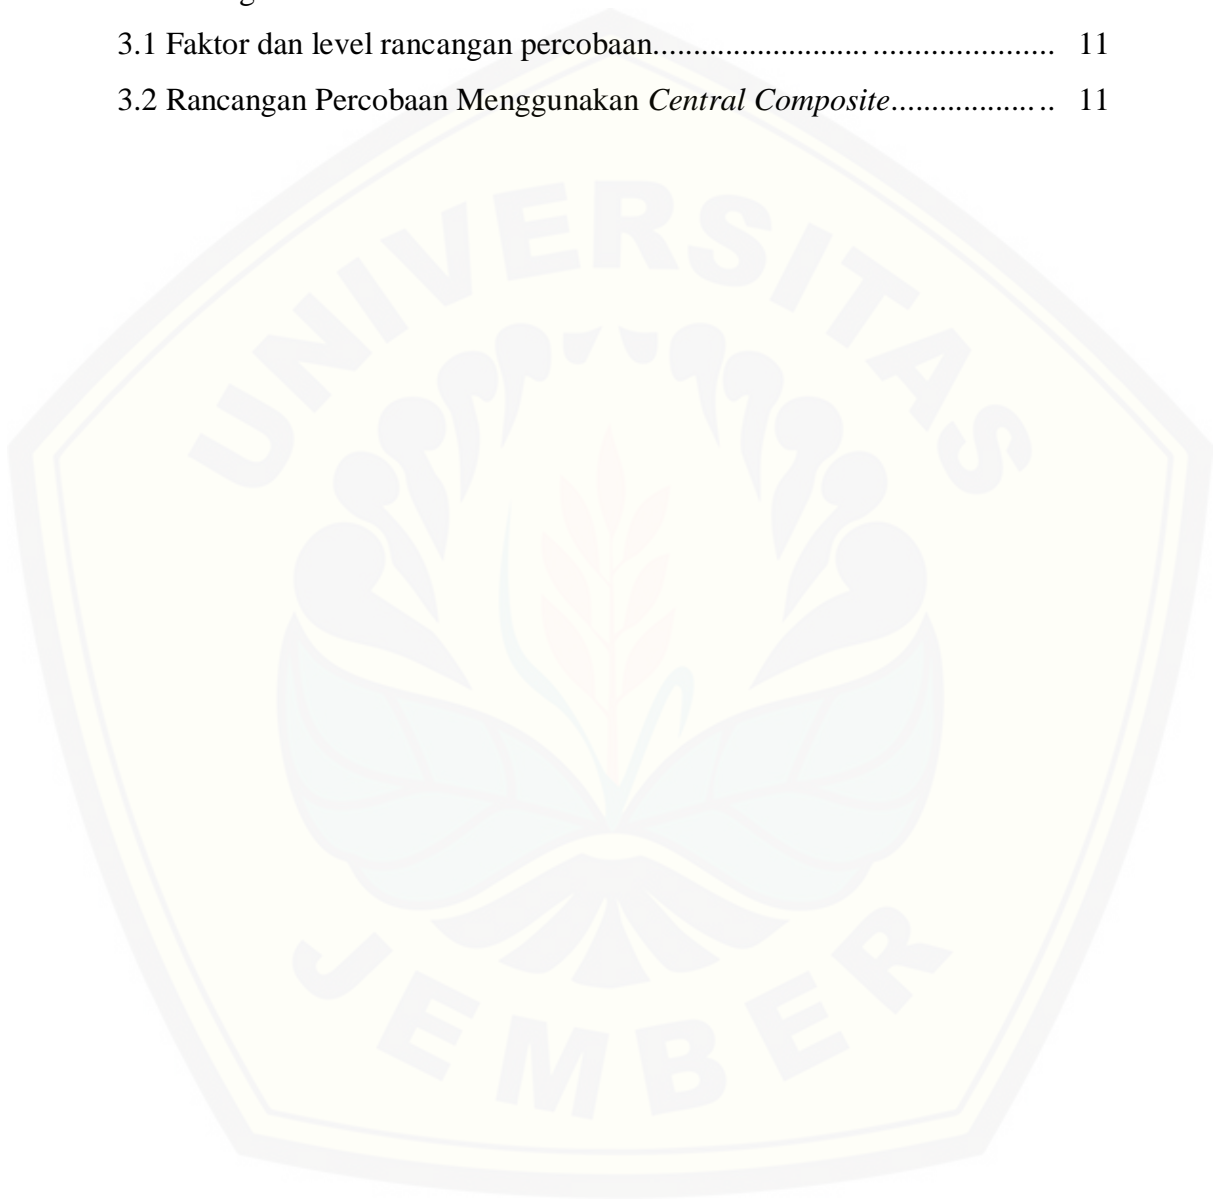 3.1 Faktor dan level rancangan percobaan............................................... 11
3.2 Rancangan Percobaan Menggunakan Central Composite.................... 11
UNIVERSITAS
JEMBER